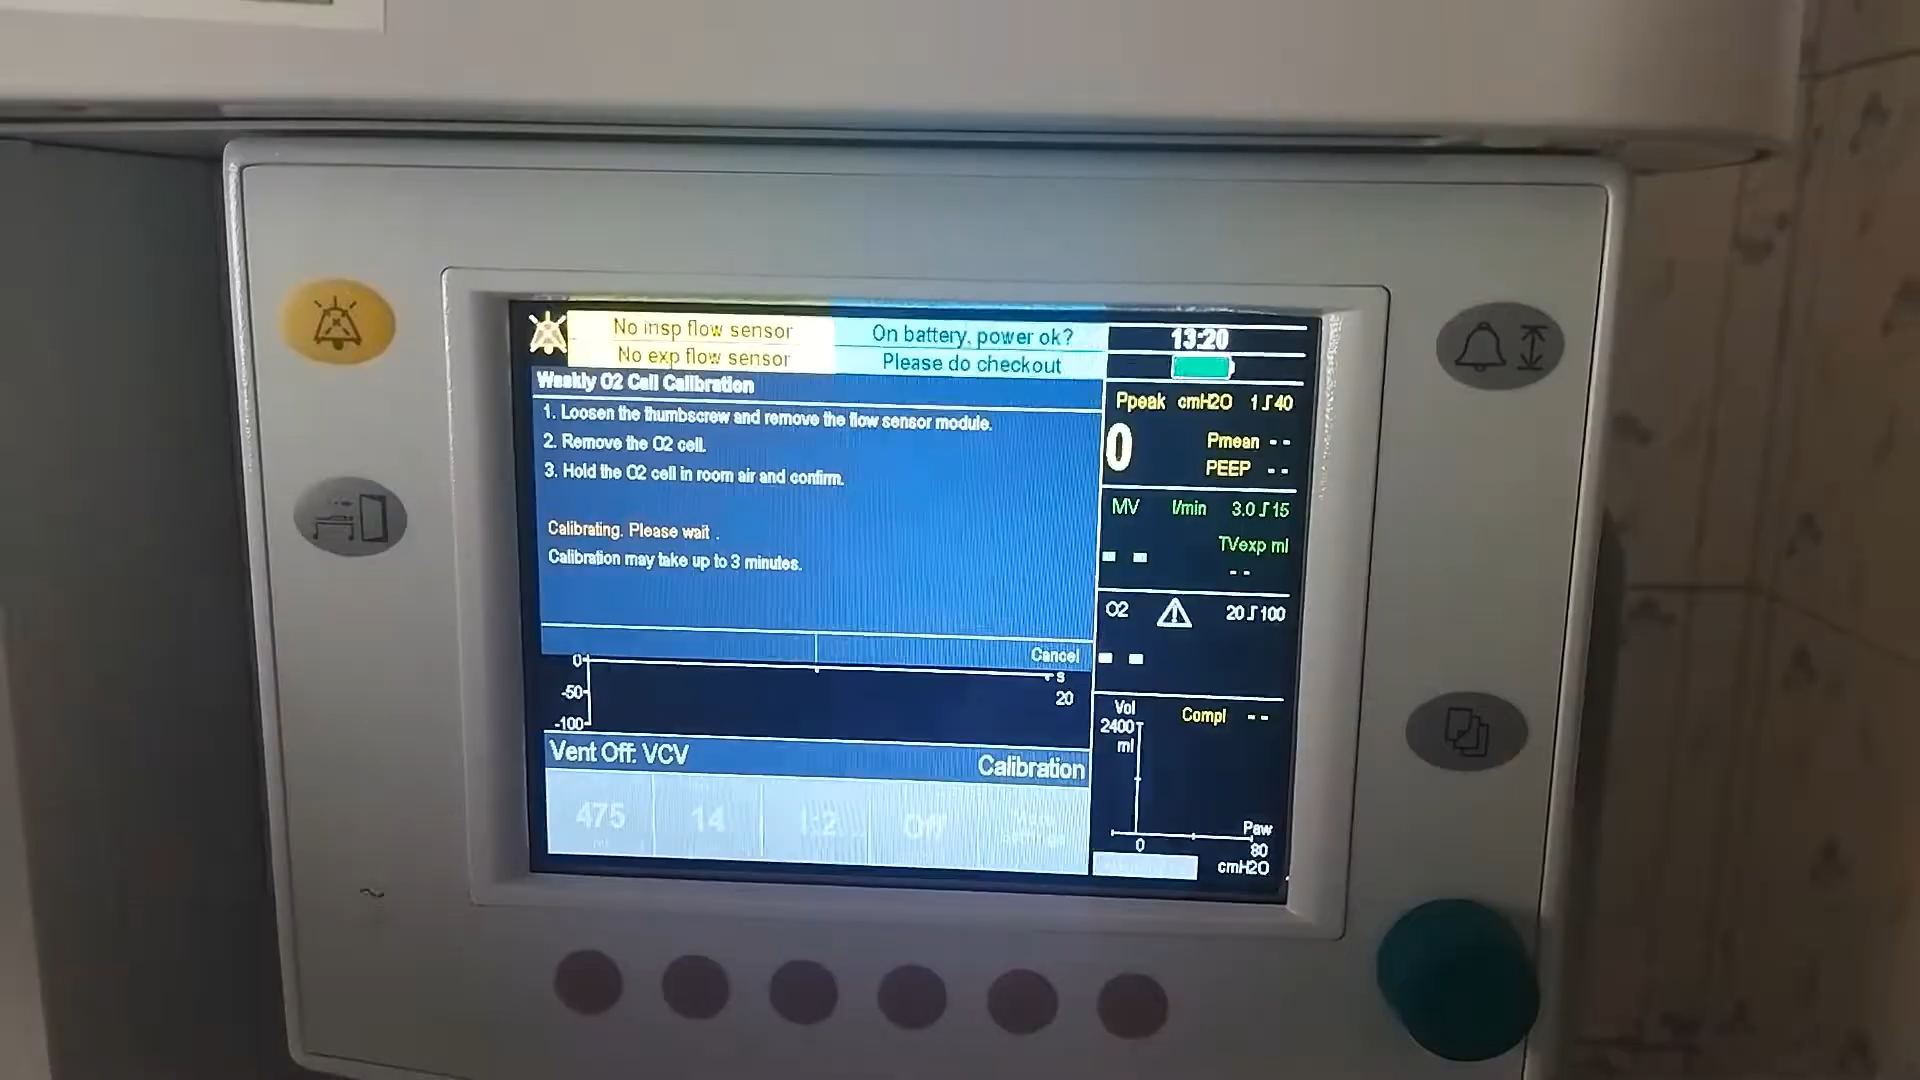 No insp flow sensor
No exp flow sensor
On battery, power ok?
Please do checkout
13:20
Weekly O2 Cell Calibration
1. Loosen the thumbscrew and remove the flow sensor module.
2. Remove the O2 cell.
3. Hold the O2 cell in room air and confirm.
Calibrating. Please wait .
Calibration may take up to 3 minutes.
Cancel
0
-50
-100
s
20
Vent Off: VCV
Calibration
475
14
1:2
Off
Ppeak cmH2O 1 40
0
Pmean --
PEEP --
MV l/min 3.0 15
-- TVexp ml
--
O2 20 100
--
Vol
2400
ml
Compl --
Paw
0
80
cmH2O